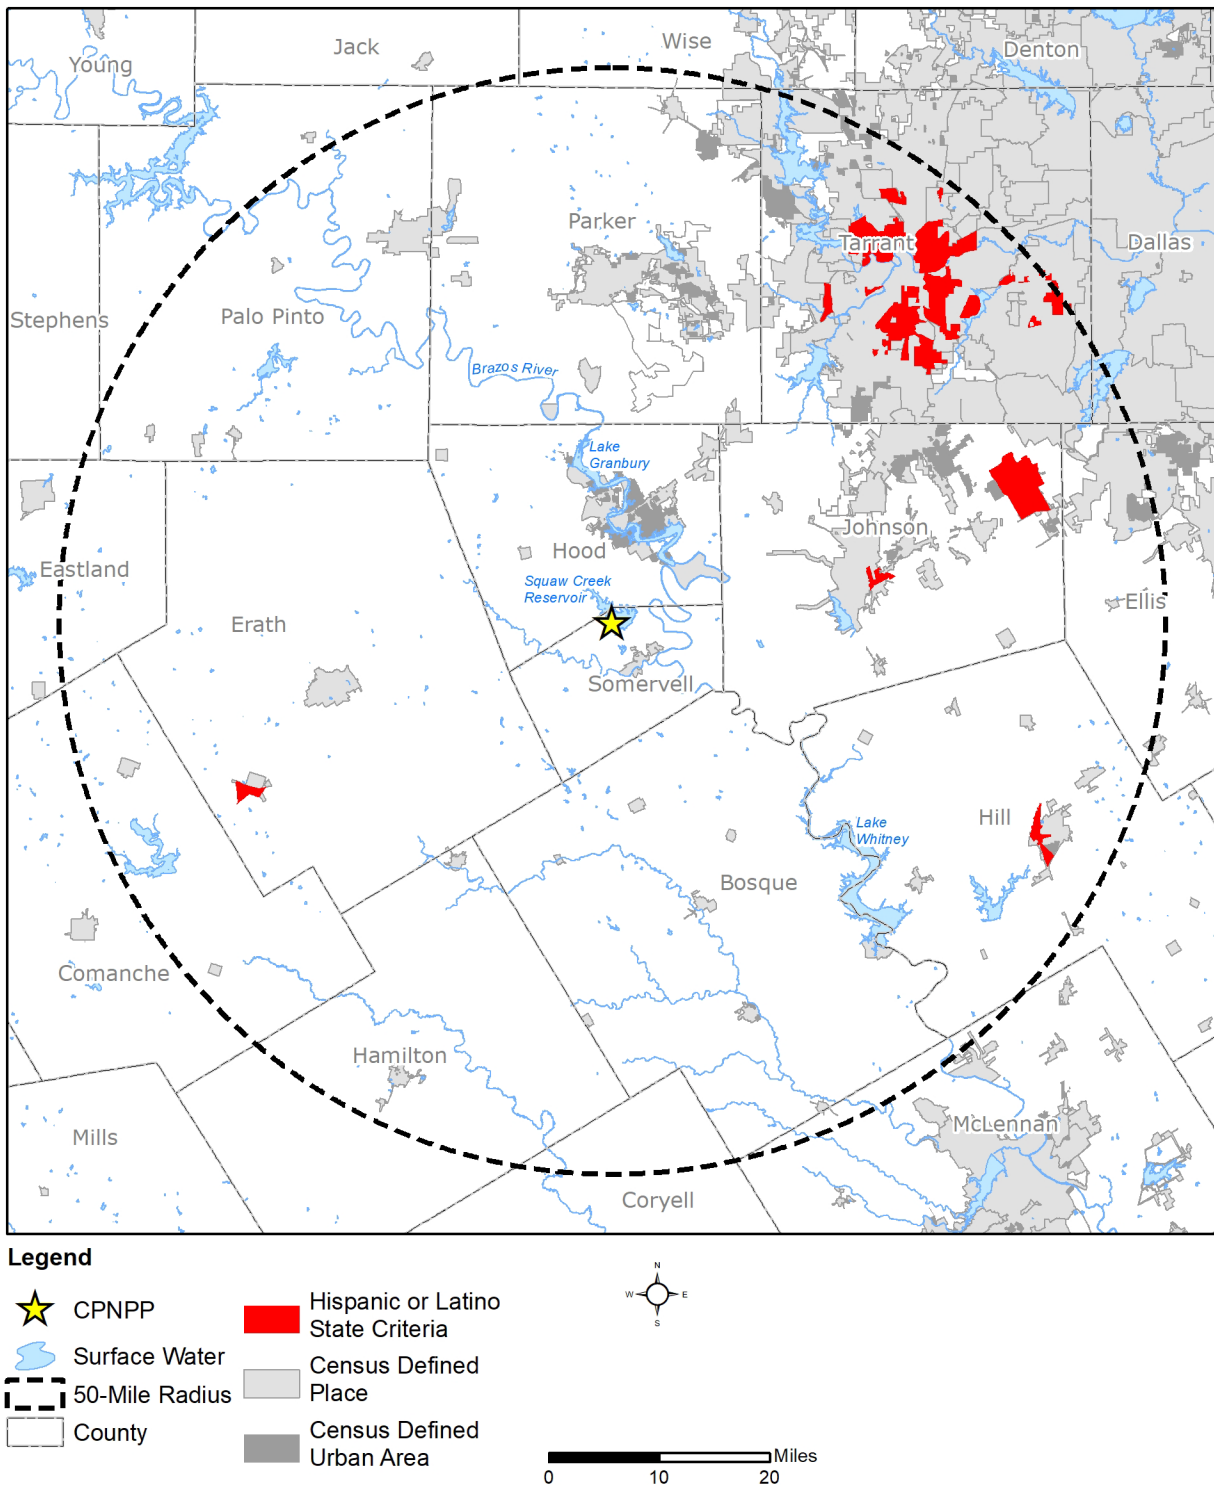 Jack
Wise
Denton
Young
Parker
Tarrant
Dallas
Stephens
Palo Pinto
Brazos River
Lake
Granbury
Johnson
Hood
Eastland
Squaw Creek
Reservoir
Ellis
Erath
Somervell
Lake
Whitney
Hill
Bosque
Comanche
Hamilton
Mills
McLennan
Coryell
Legend
CPNPP
Surface Water
50-Mile Radius
County
Hispanic or Latino
State Criteria
Census Defined
Place
Census Defined
Urban Area
N
W
E
S
Miles
0
10
20